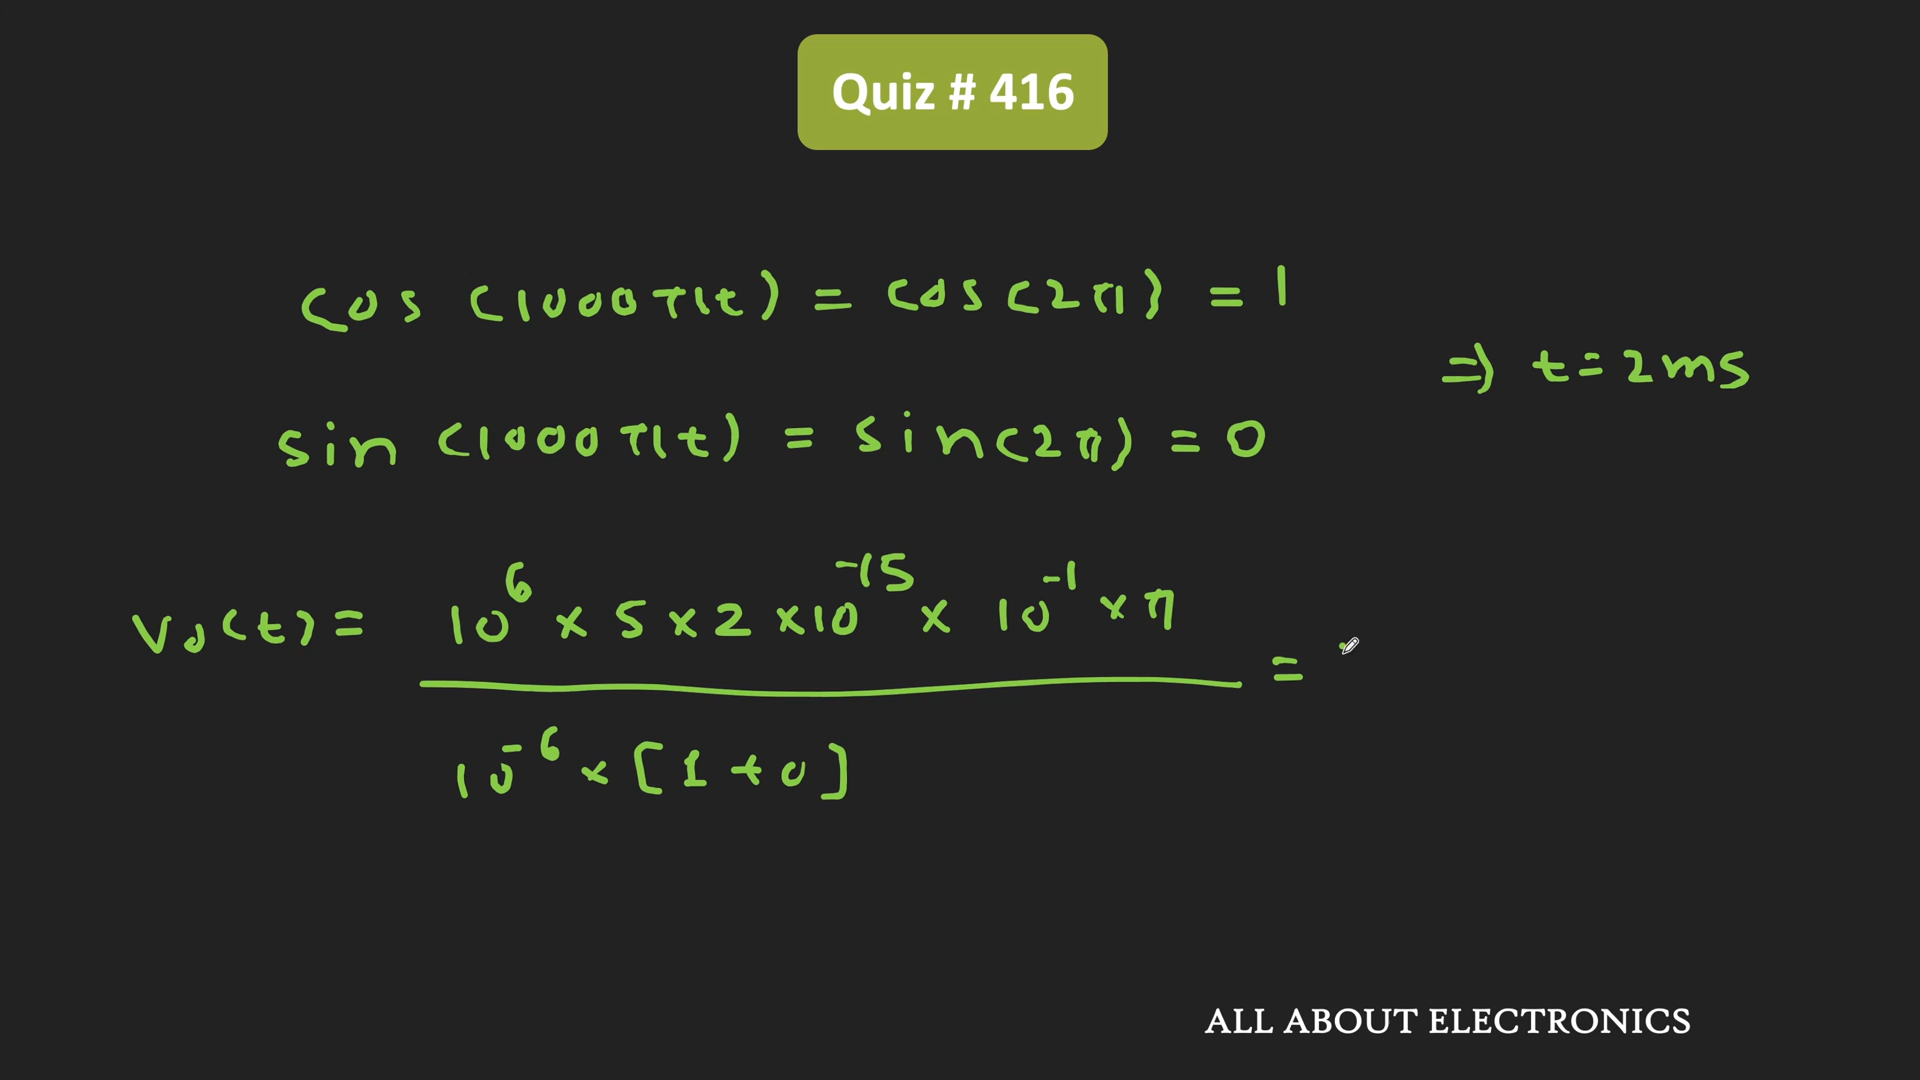 Quiz # 416
cos (1000πt) = cos(2π) = 1
⇒ t = 2ms
sin (1000πt) = sin(2π) = 0
Vo(t) = 10^6 × 5 × 2 × 10^-15 × 10^-1 × π
=
10^-6 × [1 + 0]
ALL ABOUT ELECTRONICS